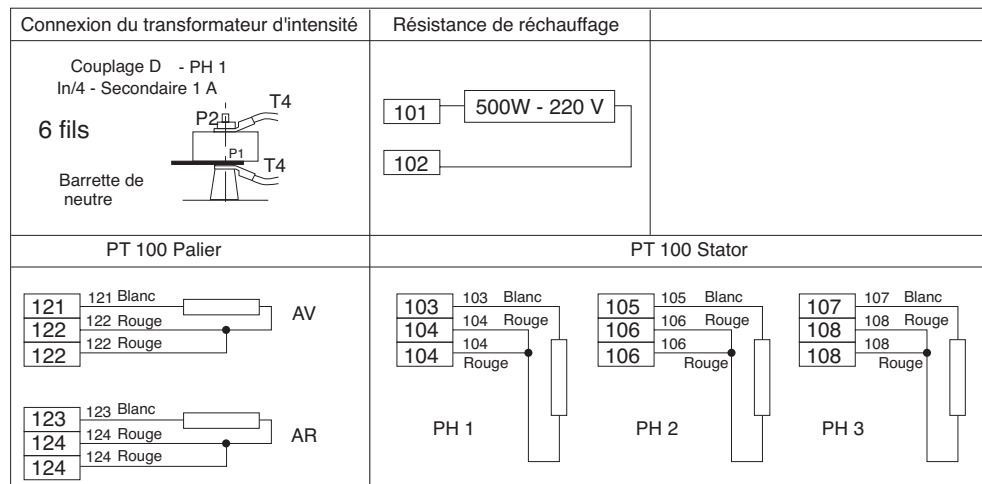 Connexion du transformateur d'intensité
Résistance de réchauffage
Couplage D - PH 1
In/4 - Secondaire 1 A
6 fils
P2
T4
P1
T4
Barrette de
neutre
101
500W - 220 V
102
PT 100 Palier
PT 100 Stator
121 121 Blanc
122 122 Rouge
122 122 Rouge
AV
123 123 Blanc
124 124 Rouge
124 124 Rouge
AR
103 103 Blanc
104 104 Rouge
104 104
Rouge
PH 1
105 105 Blanc
106 106 Rouge
106 106
Rouge
PH 2
107 107 Blanc
108 108 Rouge
108 108
Rouge
PH 3